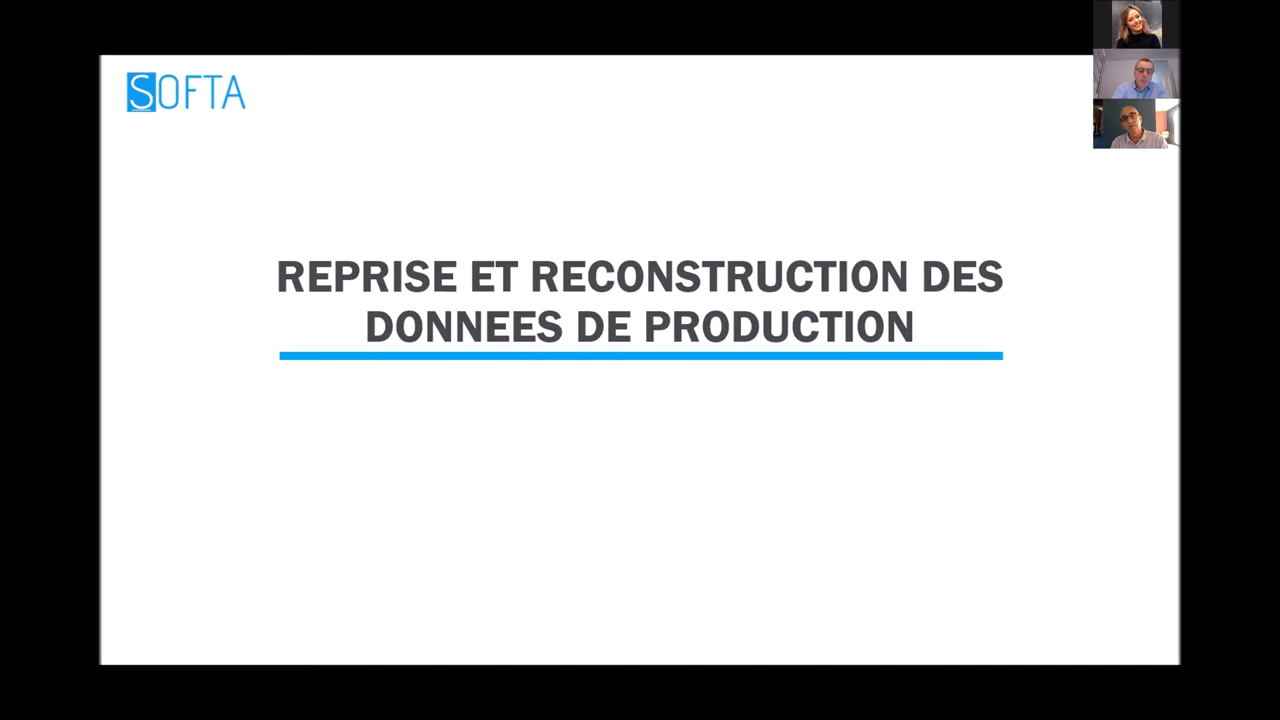 SOFTA
REPRISE ET RECONSTRUCTION DES
DONNEES DE PRODUCTION